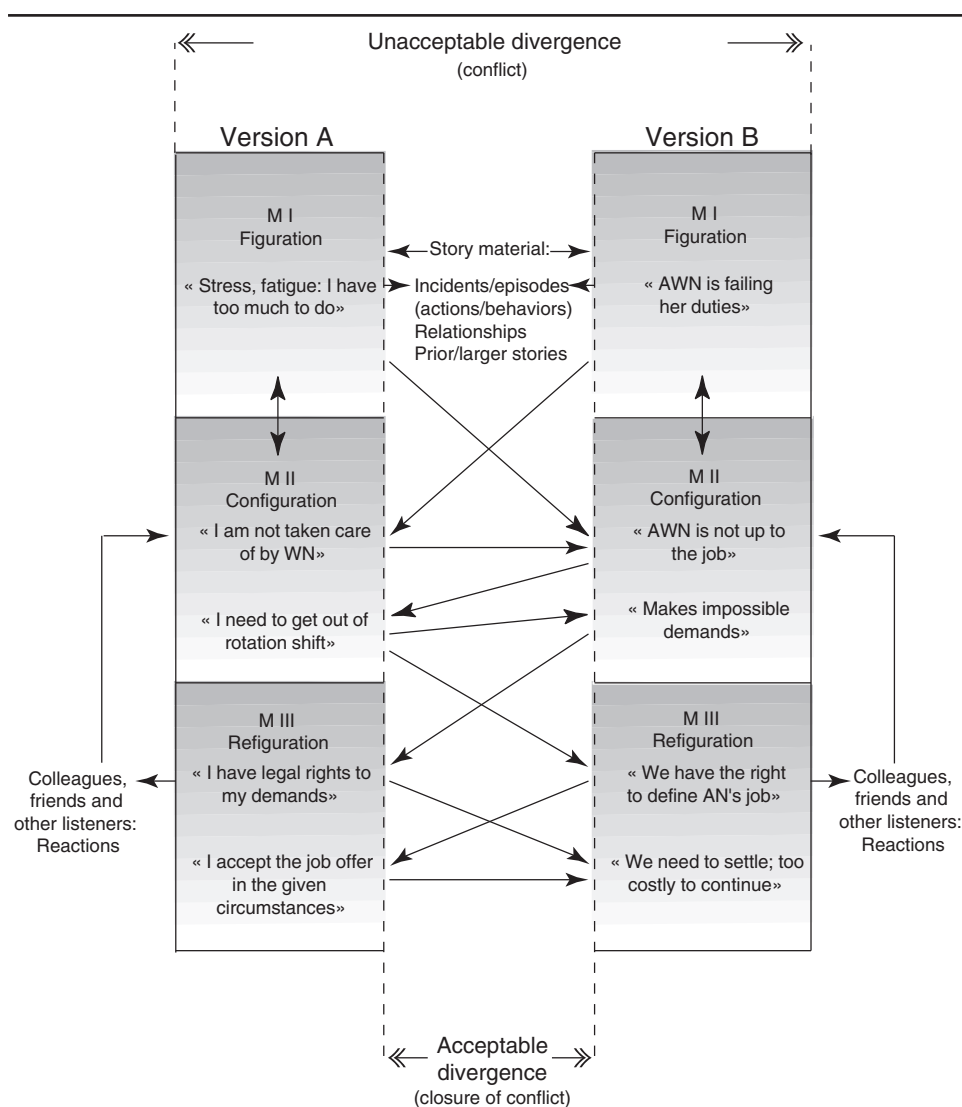 Unacceptable divergence
(conflict)
Version A
Version B
M I
Figuration
« Stress, fatigue: I have
too much to do»
Story material:
Incidents/episodes
(actions/behaviors)
Relationships
Prior/larger stories
M I
Figuration
« AWN is failing
her duties»
M II
Configuration
« I am not taken care
of by WN»
« I need to get out of
rotation shift»
M II
Configuration
« AWN is not up to
the job»
« Makes impossible
demands»
M III
Refiguration
« I have legal rights to
my demands»
« I accept the job offer
in the given
circumstances»
M III
Refiguration
« We have the right
to define AN's job»
« We need to settle; too
costly to continue»
Colleagues,
friends and
other listeners:
Reactions
Colleagues,
friends and
other listeners:
Reactions
Acceptable
divergence
(closure of conflict)